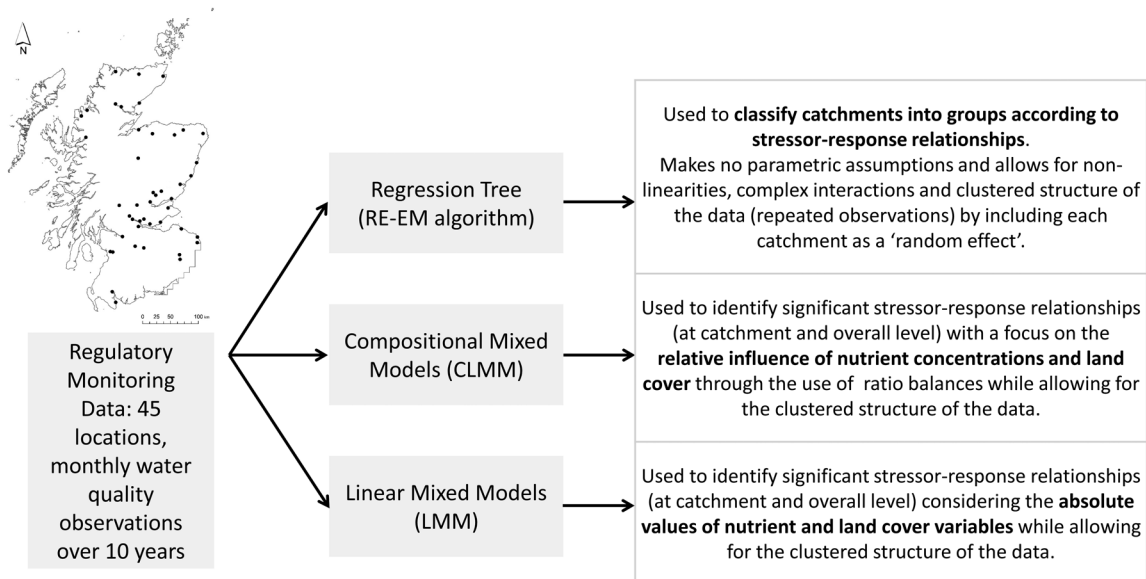 N
0 25 50 100 km
Regulatory
Monitoring
Data: 45
locations,
monthly water
quality
observations
over 10 years
Regression Tree
(RE-EM algorithm)
Compositional Mixed
Models (CLMM)
Linear Mixed Models
(LMM)
Used to classify catchments into groups according to
stressor-response relationships.
Makes no parametric assumptions and allows for non-
linearities, complex interactions and clustered structure of
the data (repeated observations) by including each
catchment as a ‘random effect’.
Used to identify significant stressor-response relationships
(at catchment and overall level) with a focus on the
relative influence of nutrient concentrations and land
cover through the use of ratio balances while allowing for
the clustered structure of the data.
Used to identify significant stressor-response relationships
(at catchment and overall level) considering the absolute
values of nutrient and land cover variables while allowing
for the clustered structure of the data.